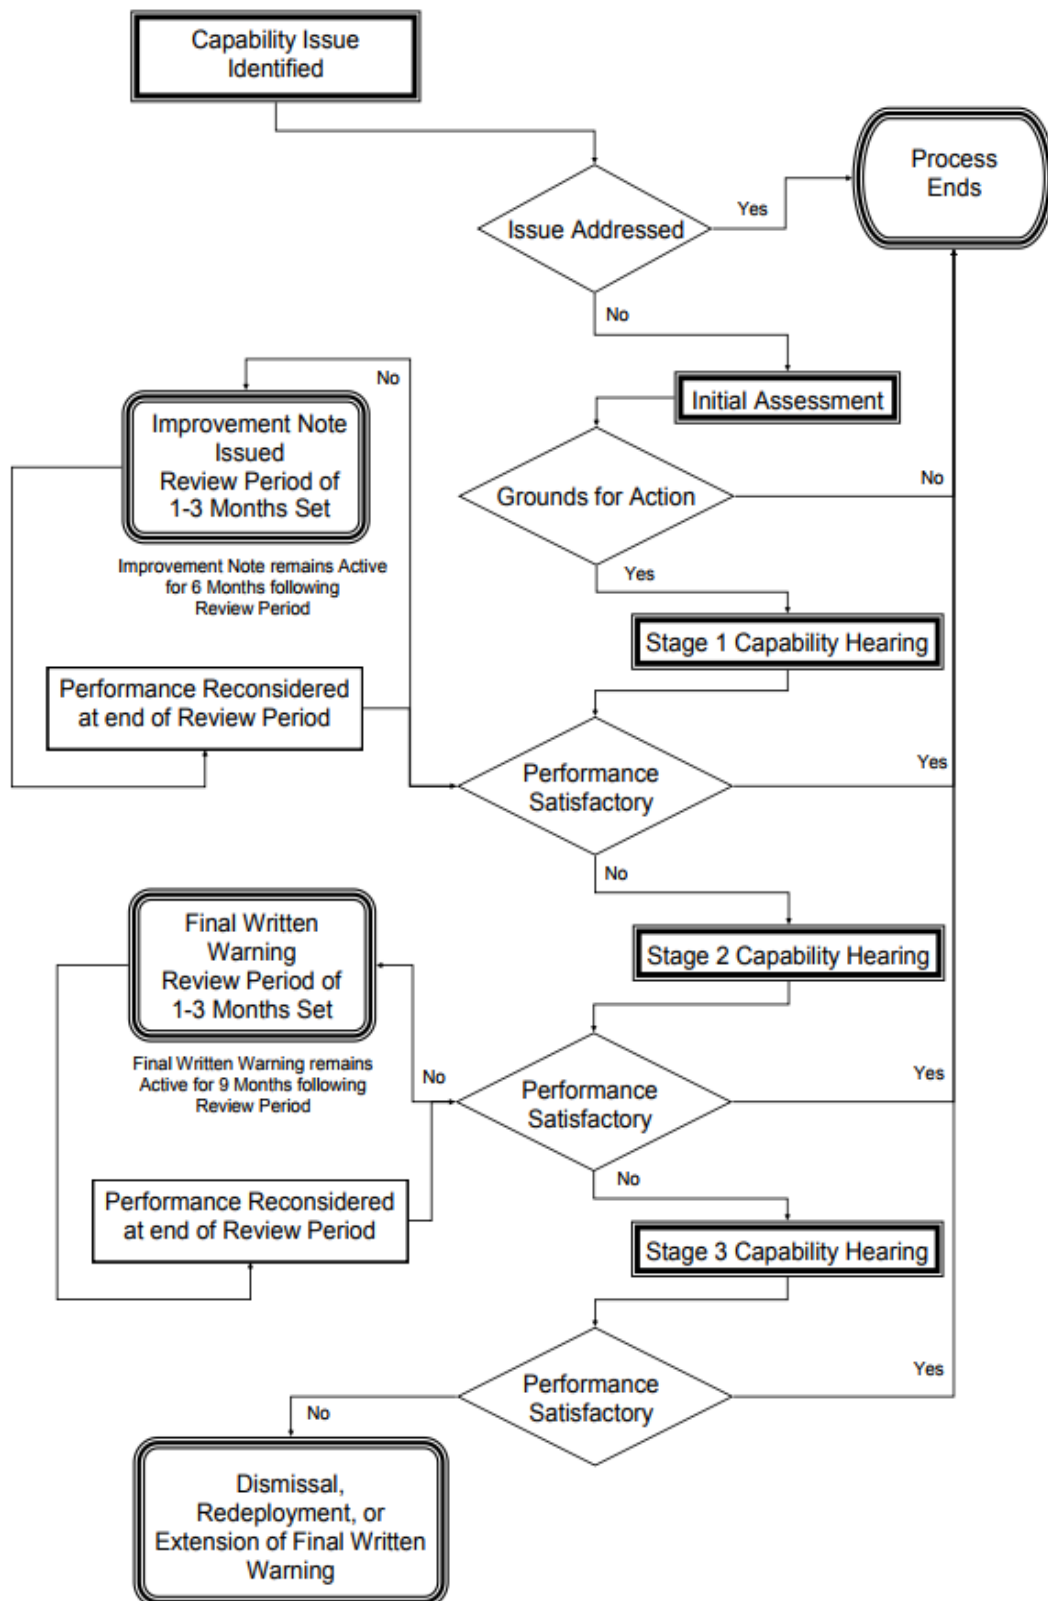 Capability Issue
Identified
Process
Ends
Yes
Issue Addressed
No
No
Initial Assessment
Improvement Note
Issued
Review Period of
1-3 Months Set
Grounds for Action
No
Improvement Note remains Active
for 6 Months following
Review Period
Yes
Stage 1 Capability Hearing
Performance Reconsidered
at end of Review Period
Performance
Satisfactory
Yes
No
Final Written
Warning
Review Period of
1-3 Months Set
Stage 2 Capability Hearing
Final Written Warning remains
Active for 9 Months following
Review Period
No
Performance
Satisfactory
Yes
No
Performance Reconsidered
at end of Review Period
Stage 3 Capability Hearing
Performance
Satisfactory
Yes
No
Dismissal,
Redeployment, or
Extension of Final Written
Warning